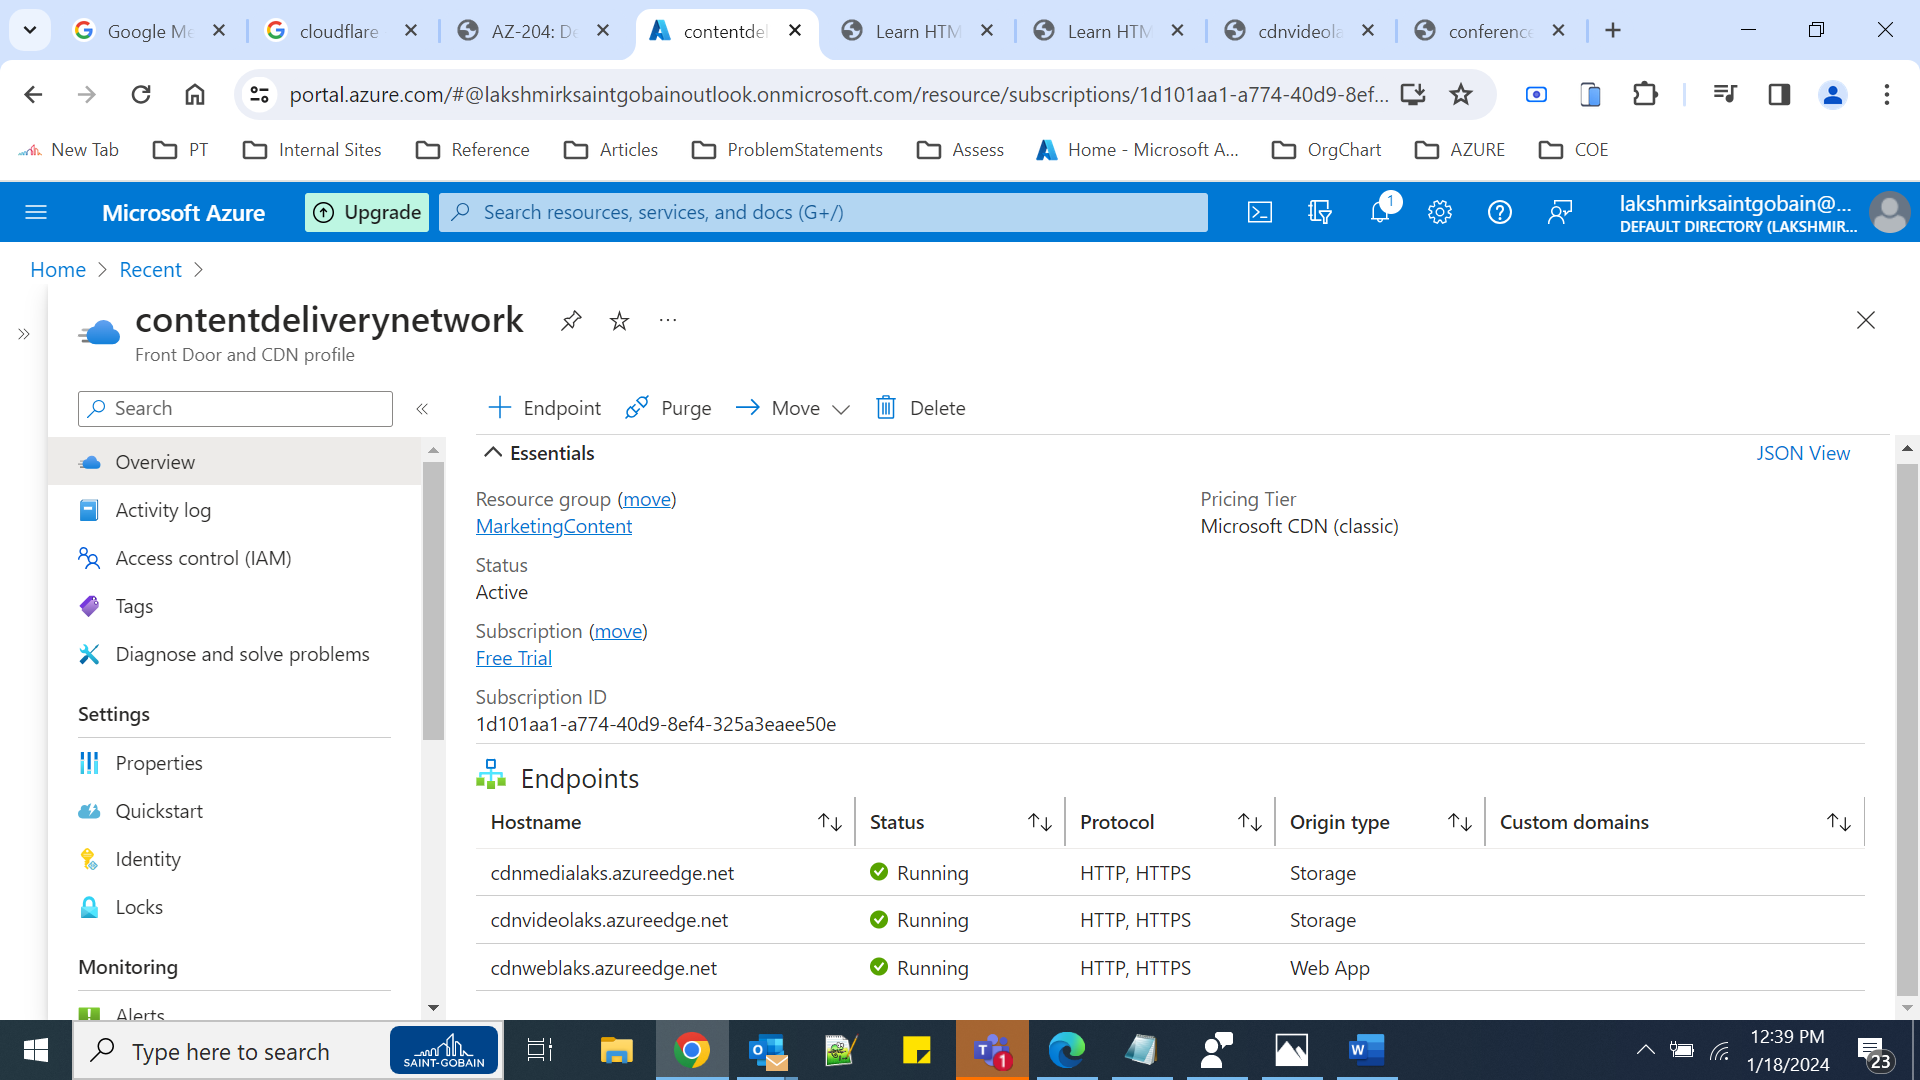 Google Me
cloudflare
AZ-204: De
contentdel
Learn HTM
Learn HTM
cdnvideola
conference
portal.azure.com/#@lakshmirksaintgobainoutlook.onmicrosoft.com/resource/subscriptions/1d101aa1-a774-40d9-8ef...
New Tab
PT
Internal Sites
Reference
Articles
ProblemStatements
Assess
Home - Microsoft A...
OrgChart
AZURE
COE
Microsoft Azure
Upgrade
Search resources, services, and docs (G+/)
1
lakshmirksaintgobain@...
DEFAULT DIRECTORY (LAKSHMIR...
Home
Recent
contentdeliverynetwork
Front Door and CDN profile
Search
Endpoint
Purge
Move
Delete
Overview
Activity log
Access control (IAM)
Tags
Diagnose and solve problems
Settings
Properties
Quickstart
Identity
Locks
Monitoring
Alerts
Essentials
JSON View
Resource group (move)
MarketingContent
Pricing Tier
Microsoft CDN (classic)
Status
Active
Subscription (move)
Free Trial
Subscription ID
1d101aa1-a774-40d9-8ef4-325a3eaee50e
Endpoints
Hostname Status Protocol Origin type Custom domains
cdnmedialaks.azureedge.net Running HTTP, HTTPS Storage
cdnvideolaks.azureedge.net Running HTTP, HTTPS Storage
cdnweblaks.azureedge.net Running HTTP, HTTPS Web App
Type here to search
SAINT-GOBAIN
1
12:39 PM
1/18/2024
23